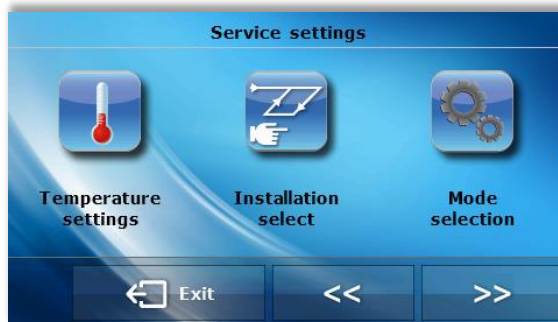 Service settings
Temperature
settings
Installation
select
Mode
selection
Exit
<<
>>